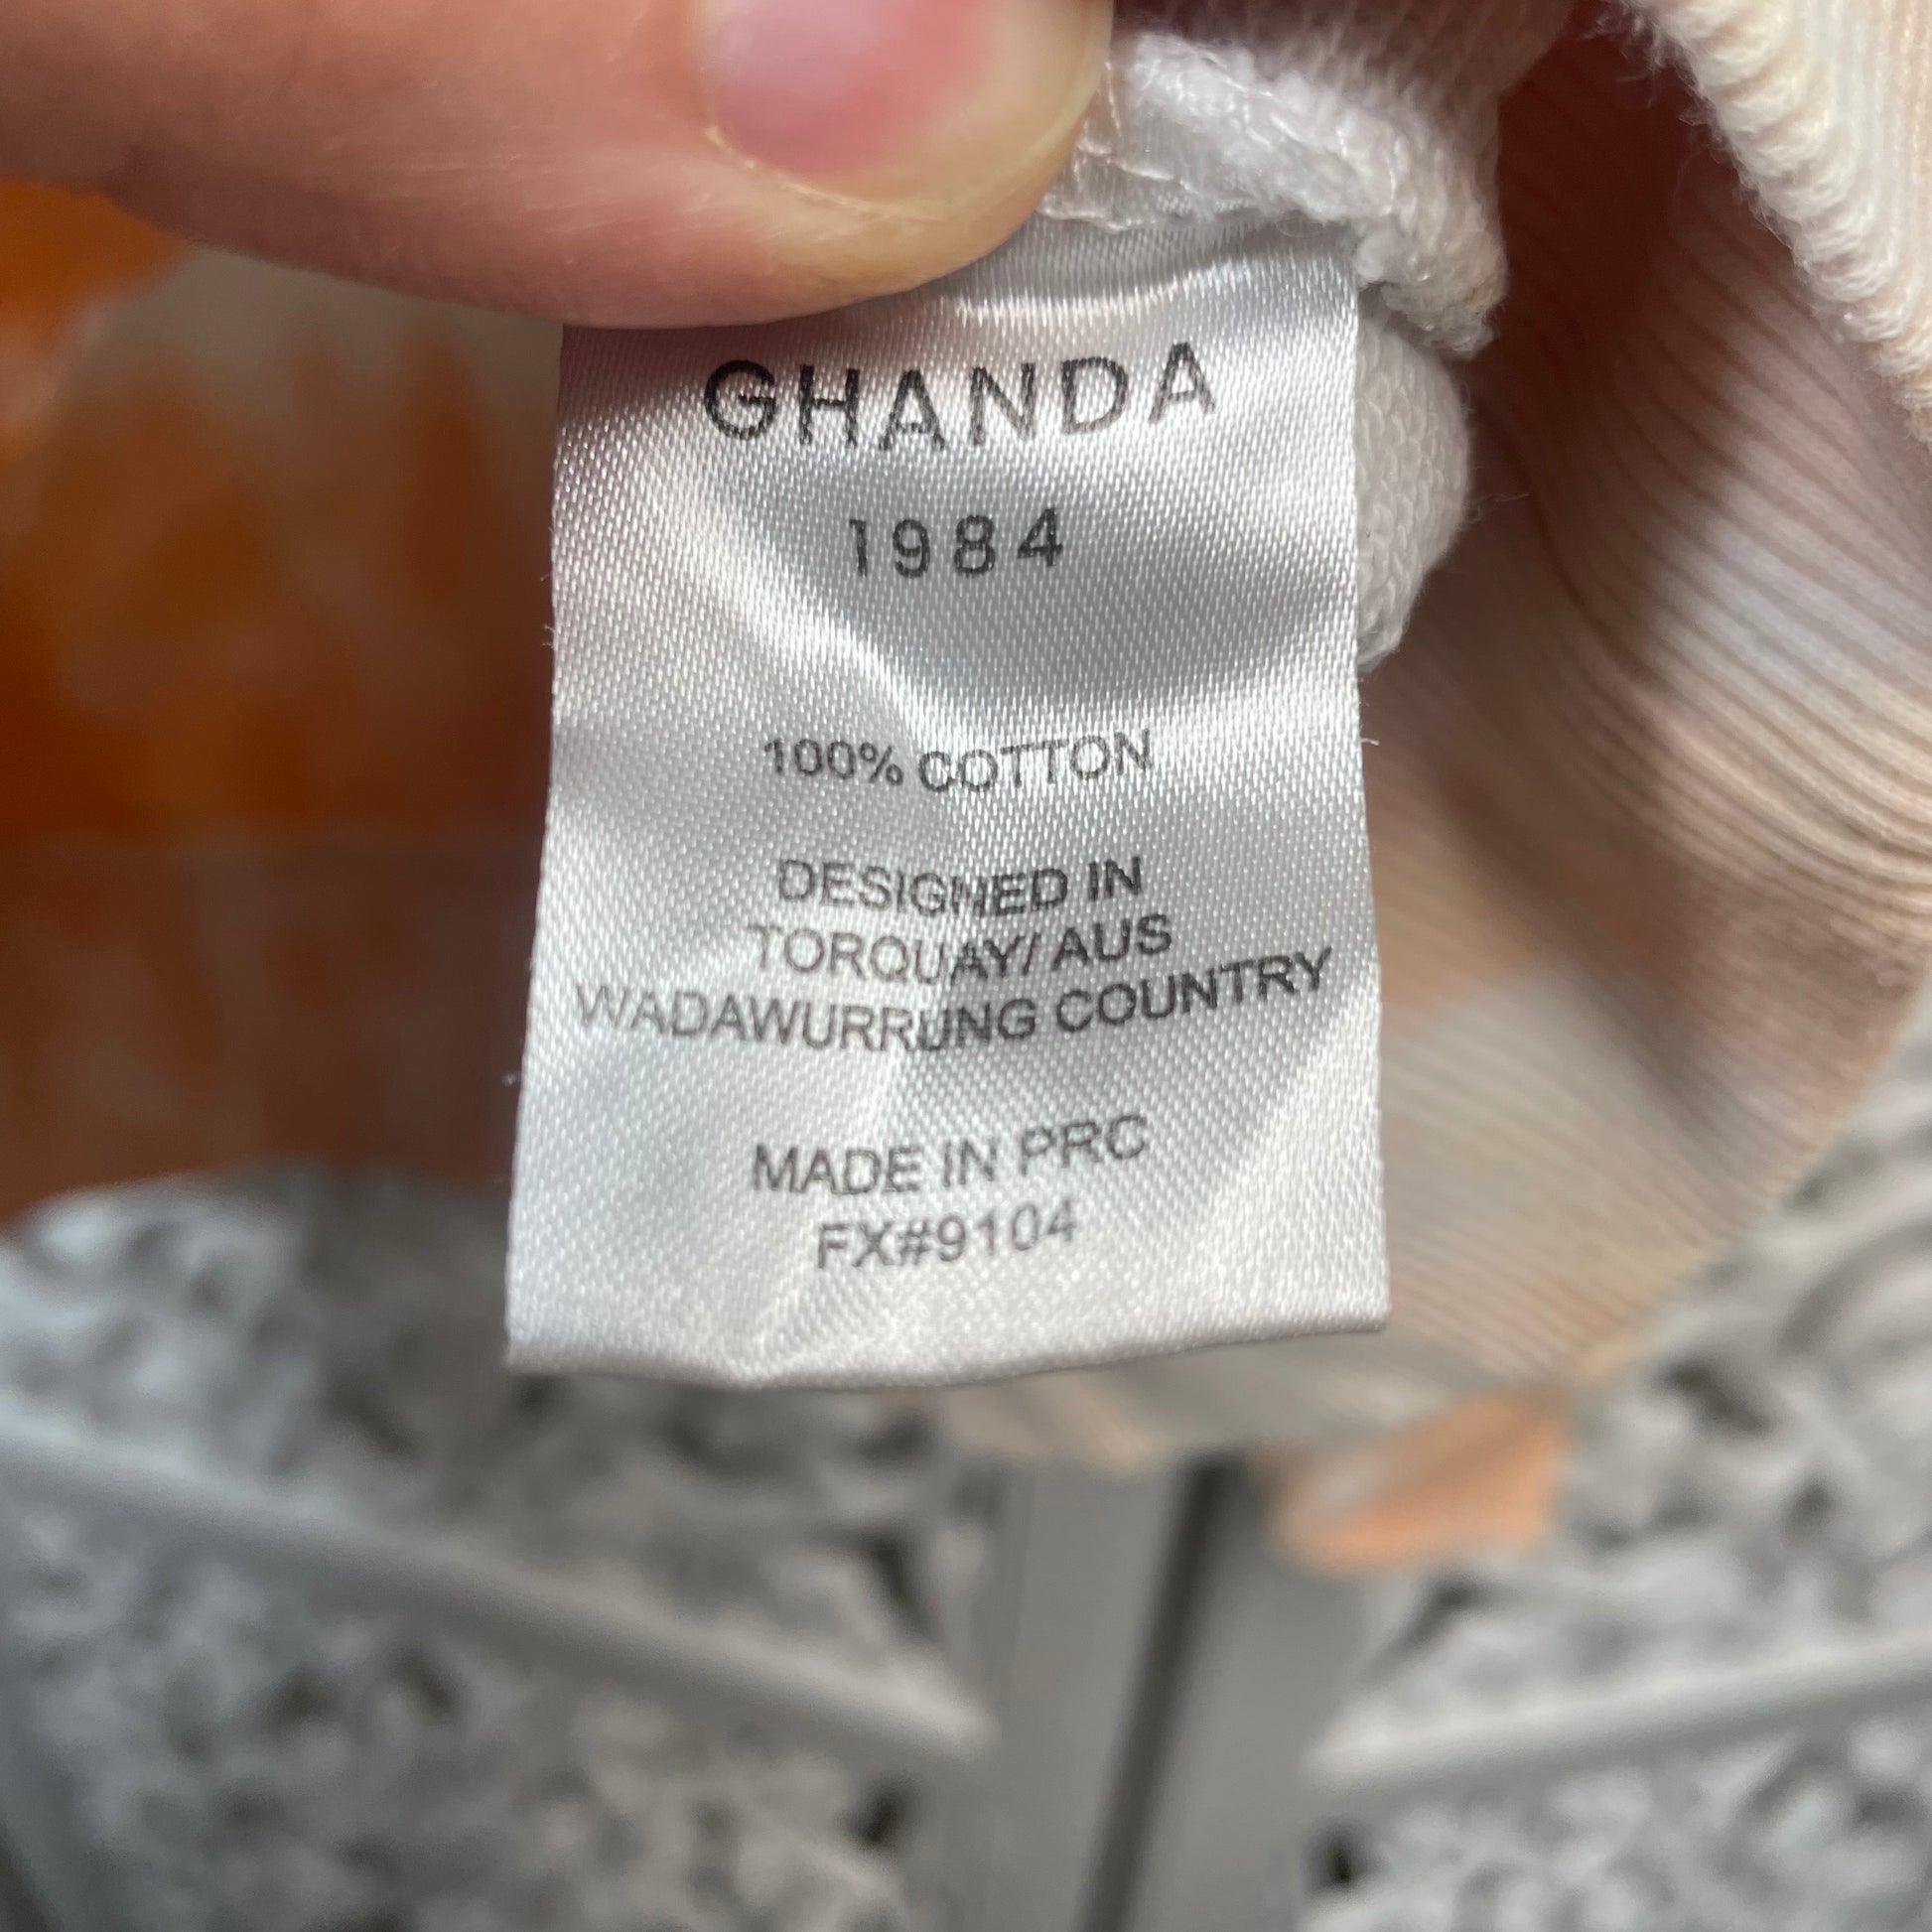 GHANDA
1984
100% COTTON
DESIGNED IN
TORQUAY/ AUS
WADAWURRUNG COUNTRY
MADE IN PRC
FX#9104